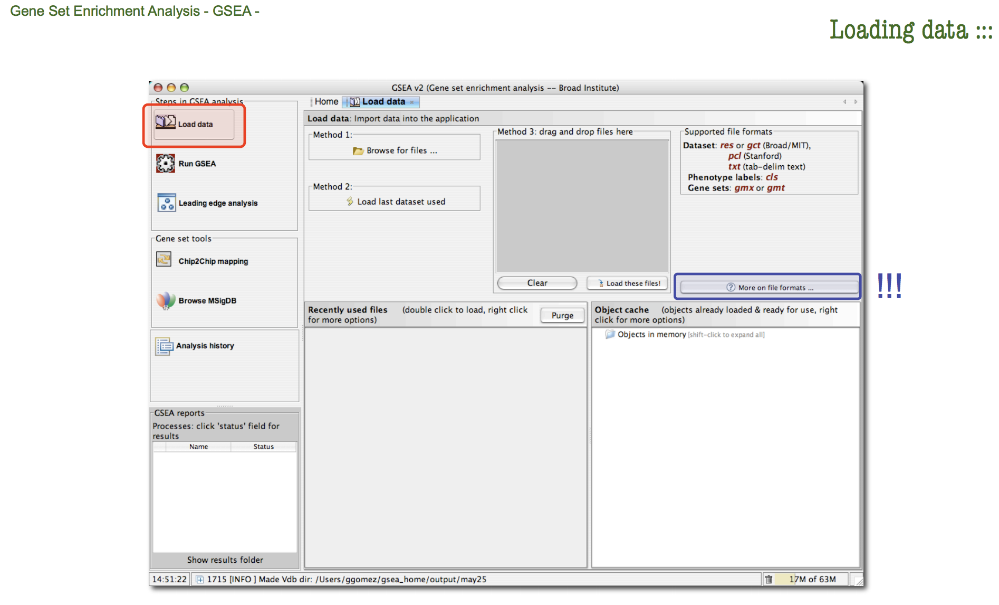 Gene Set Enrichment Analysis - GSEA -
Loading data :::
GSEA v2 (Gene set enrichment analysis -- Broad Institute)
Steps in GSEA analysis
Load data
Run GSEA
Leading edge analysis
Gene set tools
Chip2Chip mapping
Browse MSigDB
Analysis history
GSEA reports
Processes: click 'status' field for
results
Name Status
Show results folder
Home Load data ×
Load data: Import data into the application
Method 1:
Browse for files ...
Method 2:
Load last dataset used
Method 3: drag and drop files here
Clear Load these files!
Supported file formats
Dataset: res or gct (Broad/MIT),
pcl (Stanford)
txt (tab-delim text)
Phenotype labels: cls
Gene sets: gmx or gmt
? More on file formats ...
!!!
Recently used files (double click to load, right click
for more options)
Purge
Object cache (objects already loaded & ready for use, right
click for more options)
Objects in memory [shift-click to expand all]
14:51:22 1715 [INFO ] Made Vdb dir: /Users/ggomez/gsea_home/output/may25 17M of 63M